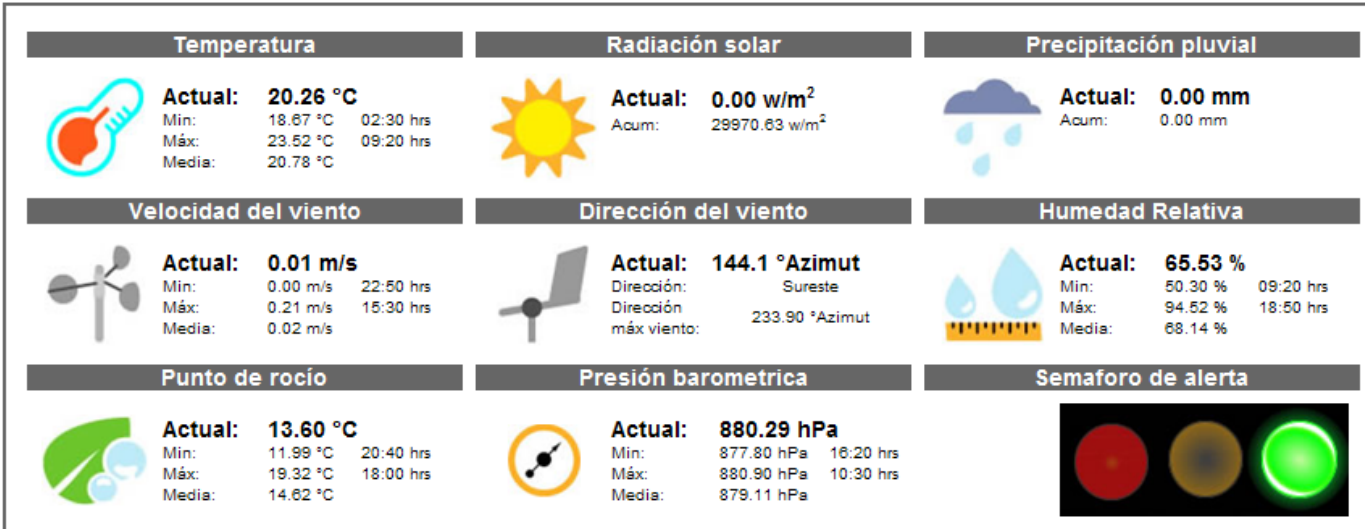 Temperatura
Actual: 20.26 °C
Min: 18.67 °C 02:30 hrs
Máx: 23.52 °C 09:20 hrs
Media: 20.78 °C
Radiación solar
Actual: 0.00 w/m²
Acum: 29970.63 w/m²
Precipitación pluvial
Actual: 0.00 mm
Acum: 0.00 mm
Velocidad del viento
Actual: 0.01 m/s
Min: 0.00 m/s 22:50 hrs
Máx: 0.21 m/s 15:30 hrs
Media: 0.02 m/s
Dirección del viento
Actual: 144.1 °Azimut
Dirección: Sureste
Dirección
máx viento: 233.90 °Azimut
Humedad Relativa
Actual: 65.53 %
Min: 50.30 % 09:20 hrs
Máx: 94.52 % 18:50 hrs
Media: 68.14 %
Punto de rocío
Actual: 13.60 °C
Min: 11.99 °C 20:40 hrs
Máx: 19.32 °C 18:00 hrs
Media: 14.62 °C
Presión barometrica
Actual: 880.29 hPa
Min: 877.80 hPa 16:20 hrs
Máx: 880.90 hPa 10:30 hrs
Media: 879.11 hPa
Semaforo de alerta